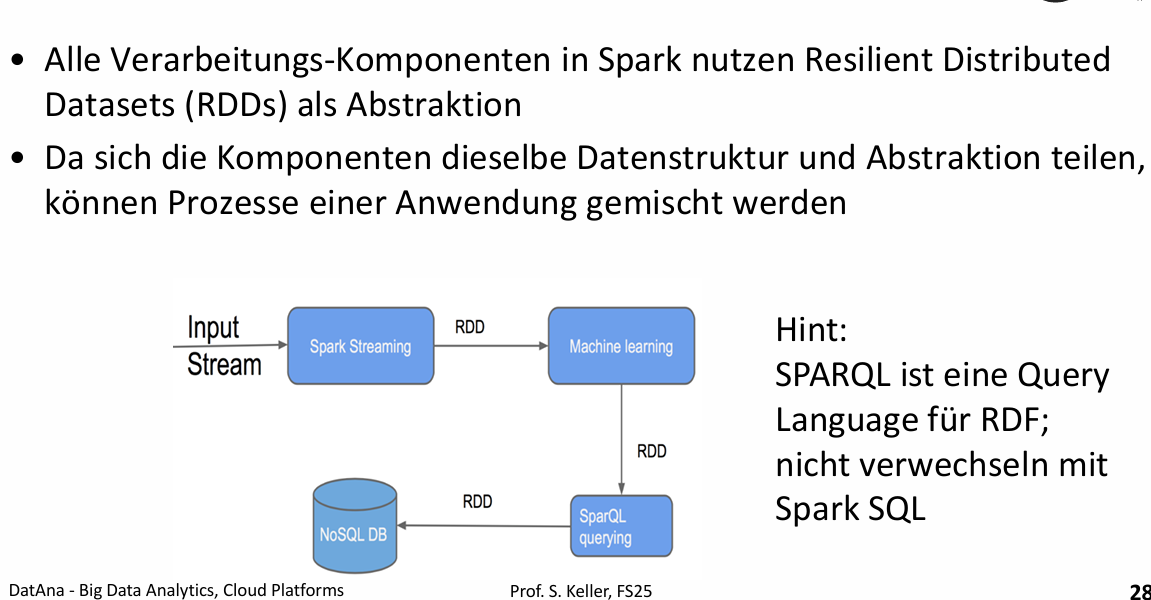 • Alle Verarbeitungs-Komponenten in Spark nutzen Resilient Distributed
Datasets (RDDs) als Abstraktion
• Da sich die Komponenten dieselbe Datenstruktur und Abstraktion teilen,
können Prozesse einer Anwendung gemischt werden
Input
Stream
Spark Streaming
RDD
Machine learning
RDD
SparQL
querying
RDD
NoSQL DB
Hint:
SPARQL ist eine Query
Language für RDF;
nicht verwechseln mit
Spark SQL
DatAna - Big Data Analytics, Cloud Platforms
Prof. S. Keller, FS25
28